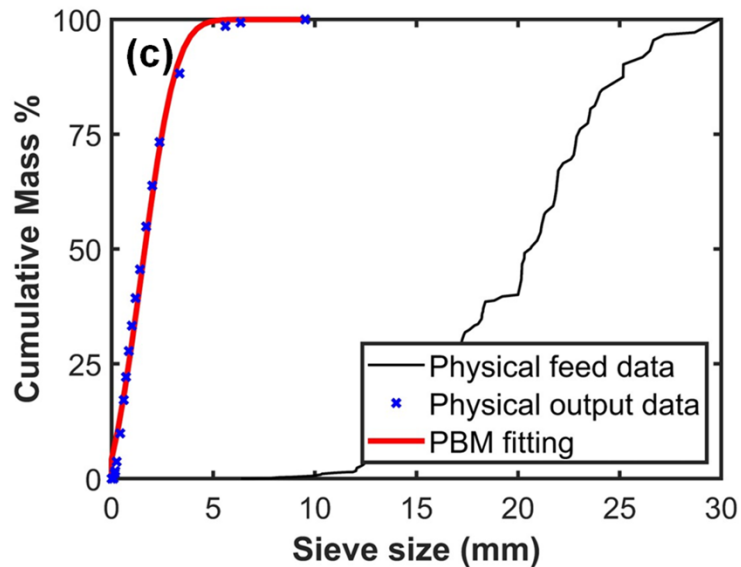 100
(c)
75
50
25
0
Cumulative Mass %
Physical feed data
Physical output data
PBM fitting
0 5 10 15 20 25 30
Sieve size (mm)